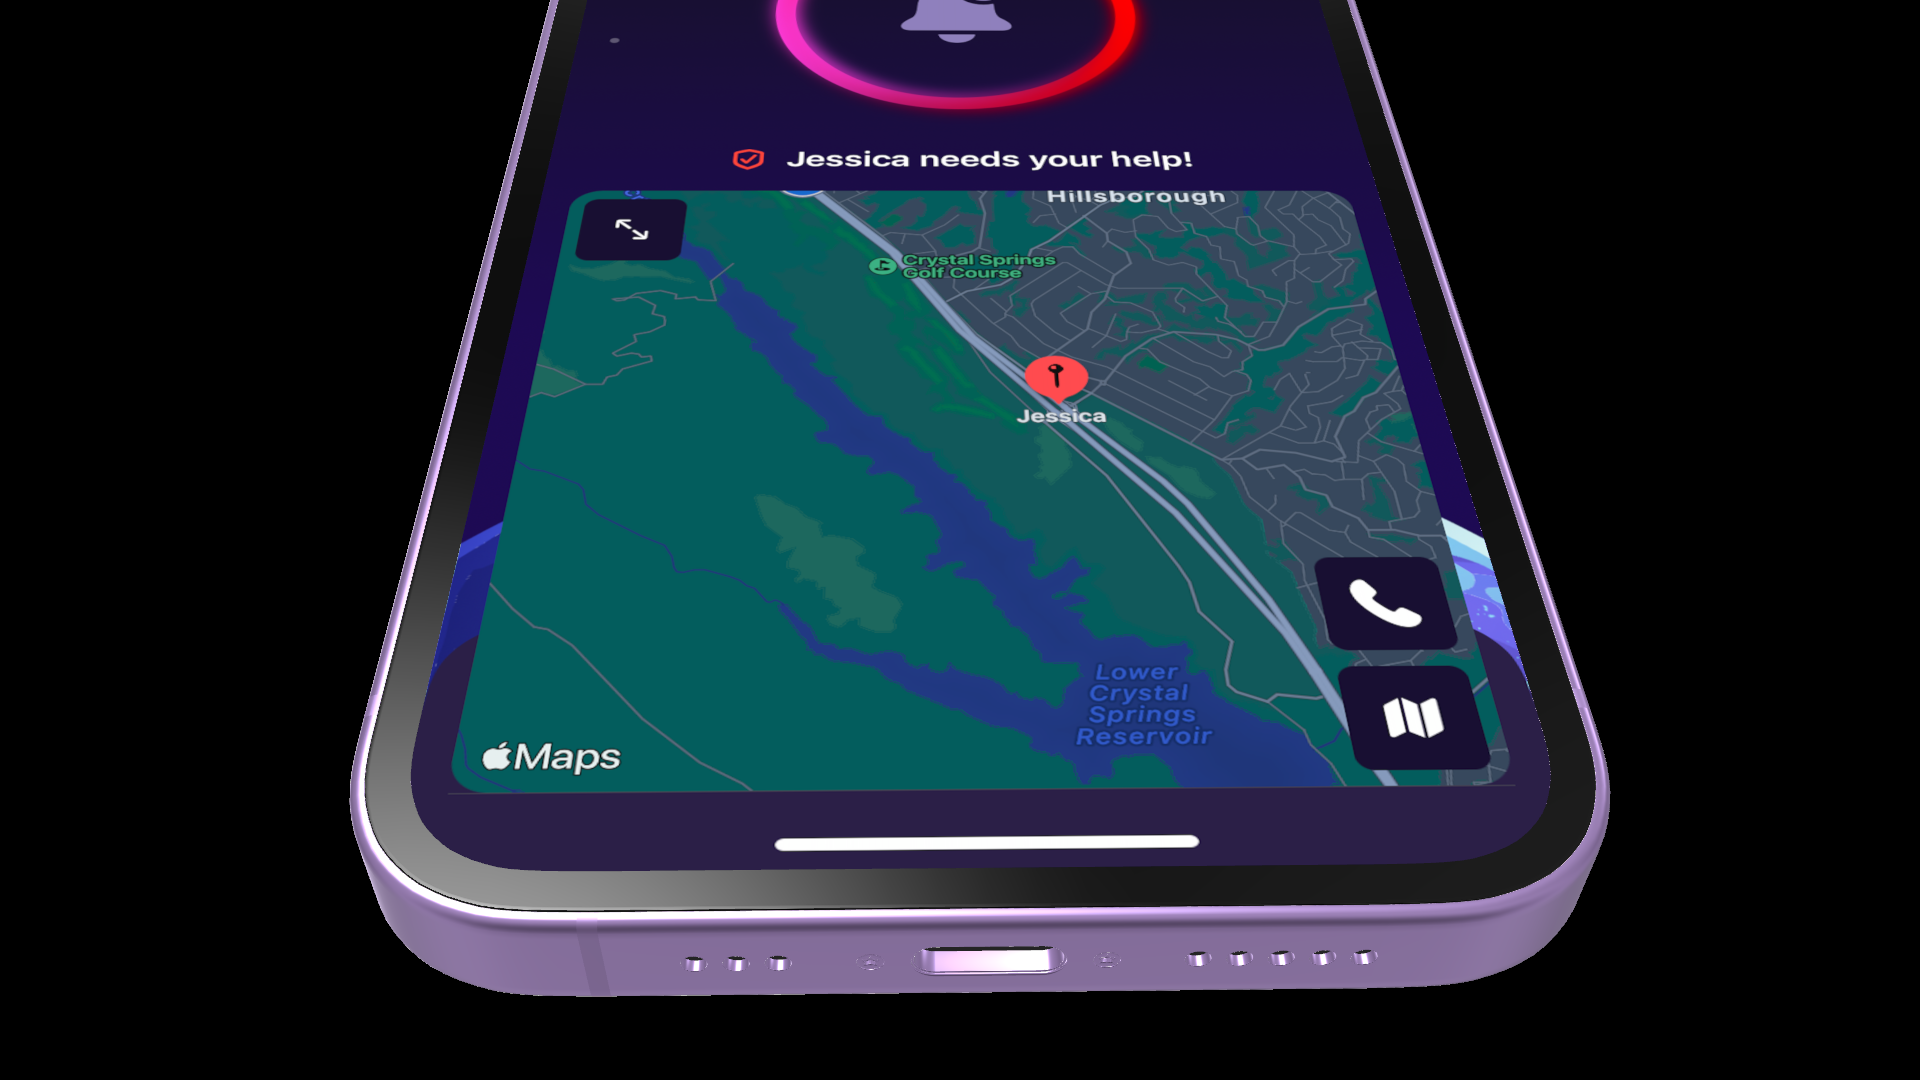 Jessica needs your help!
Hillsborough
Crystal Springs
Golf Course
Jessica
Lower
Crystal
Springs
Reservoir
Maps